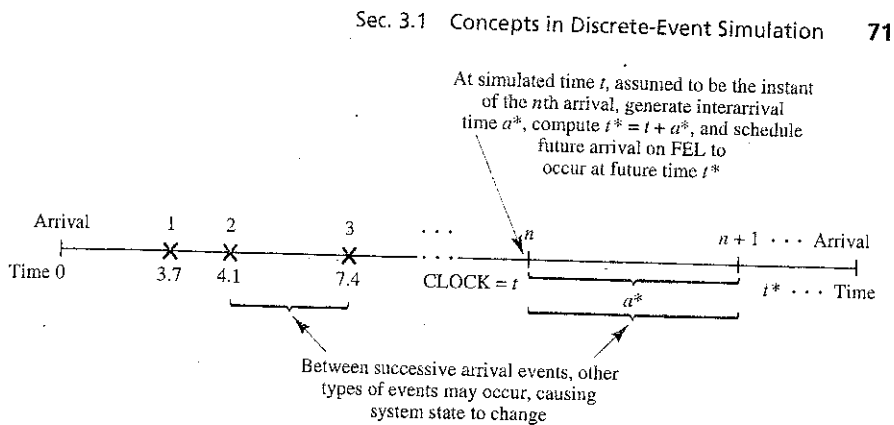 Sec. 3.1 Concepts in Discrete-Event Simulation 71
At simulated time t, assumed to be the instant
of the nth arrival, generate interarrival
time a*, compute t* = t + a*, and schedule
future arrival on FEL to
occur at future time t*
Arrival 1 2 3 · · · n n + 1 · · · Arrival
Time 0 3.7 4.1 7.4 · · · CLOCK = t t* · · · Time
a*
Between successive arrival events, other
types of events may occur, causing
system state to change